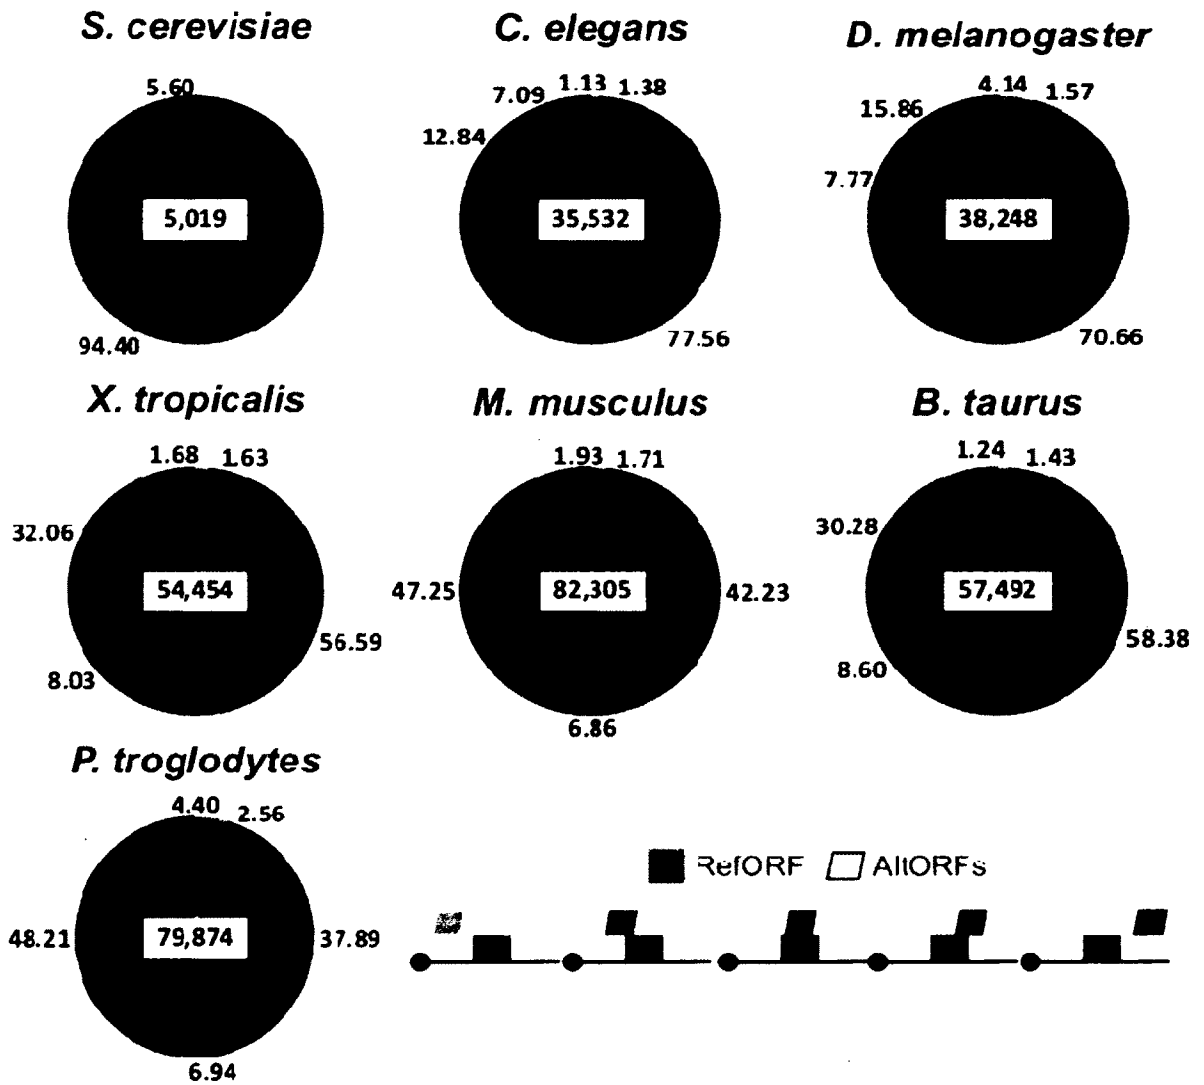 S. cerevisiae
5.60
5,019
94.40
C. elegans
7.09 1.13 1.38
12.84
35,532
77.56
D. melanogaster
4.14 1.57
15.86
7.77
38,248
70.66
X. tropicalis
1.68 1.63
32.06
54,454
56.59
8.03
M. musculus
1.93 1.71
47.25 82,305 42.23
6.86
B. taurus
1.24 1.43
30.28
57,492
58.38
8.60
P. troglodytes
4.40 2.56
48.21 79,874 37.89
6.94
RefORF AltORFs